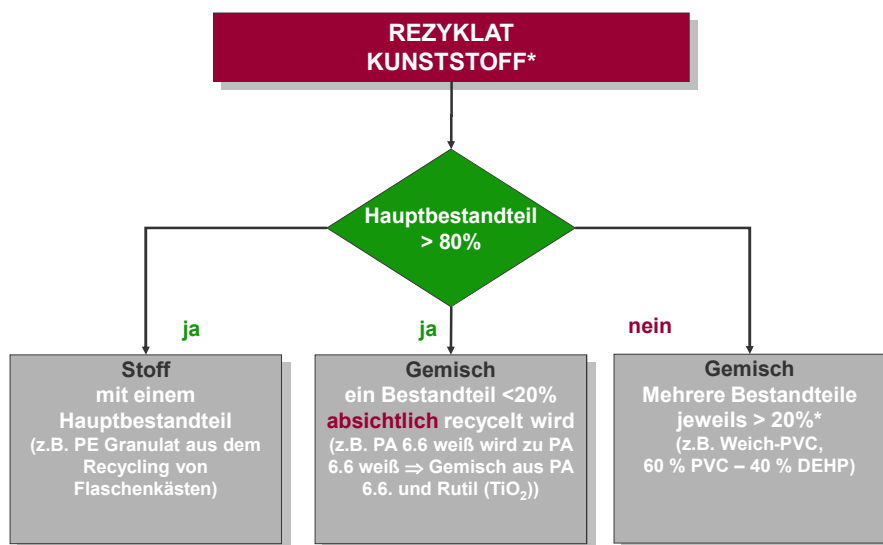 REZYKLAT
KUNSTSTOFF*
Hauptbestandteil
> 80%
ja
ja
nein
Stoff
mit einem
Hauptbestandteil
(z.B. PE Granulat aus dem
Recycling von
Flaschenkästen)
Gemisch
ein Bestandteil <20%
absichtlich recycelt wird
(z.B. PA 6.6 weiß wird zu PA
6.6 weiß ⇒ Gemisch aus PA
6.6. und Rutil (TiO₂))
Gemisch
Mehrere Bestandteile
jeweils > 20%*
(z.B. Weich-PVC,
60 % PVC – 40 % DEHP)